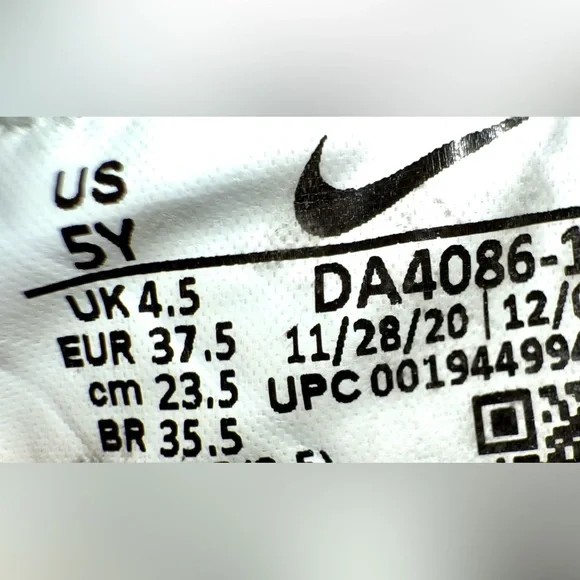 US
5Y
UK 4.5
EUR 37.5
cm 23.5
BR 35.5
DA4086-1
11/28/20 | 12/
UPC 001944994